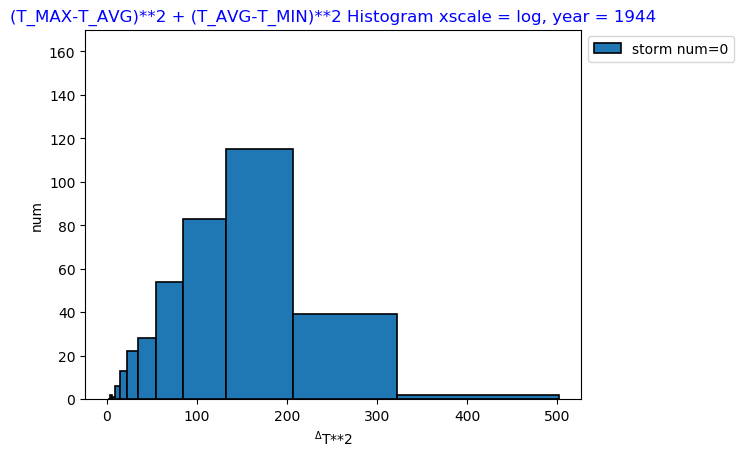 (T_MAX-T_AVG)**2 + (T_AVG-T_MIN)**2 Histogram xscale = log, year = 1944
storm num=0
160
140
120
100
80
60
40
20
0
num
0 100 200 300 400 500
ΔT**2